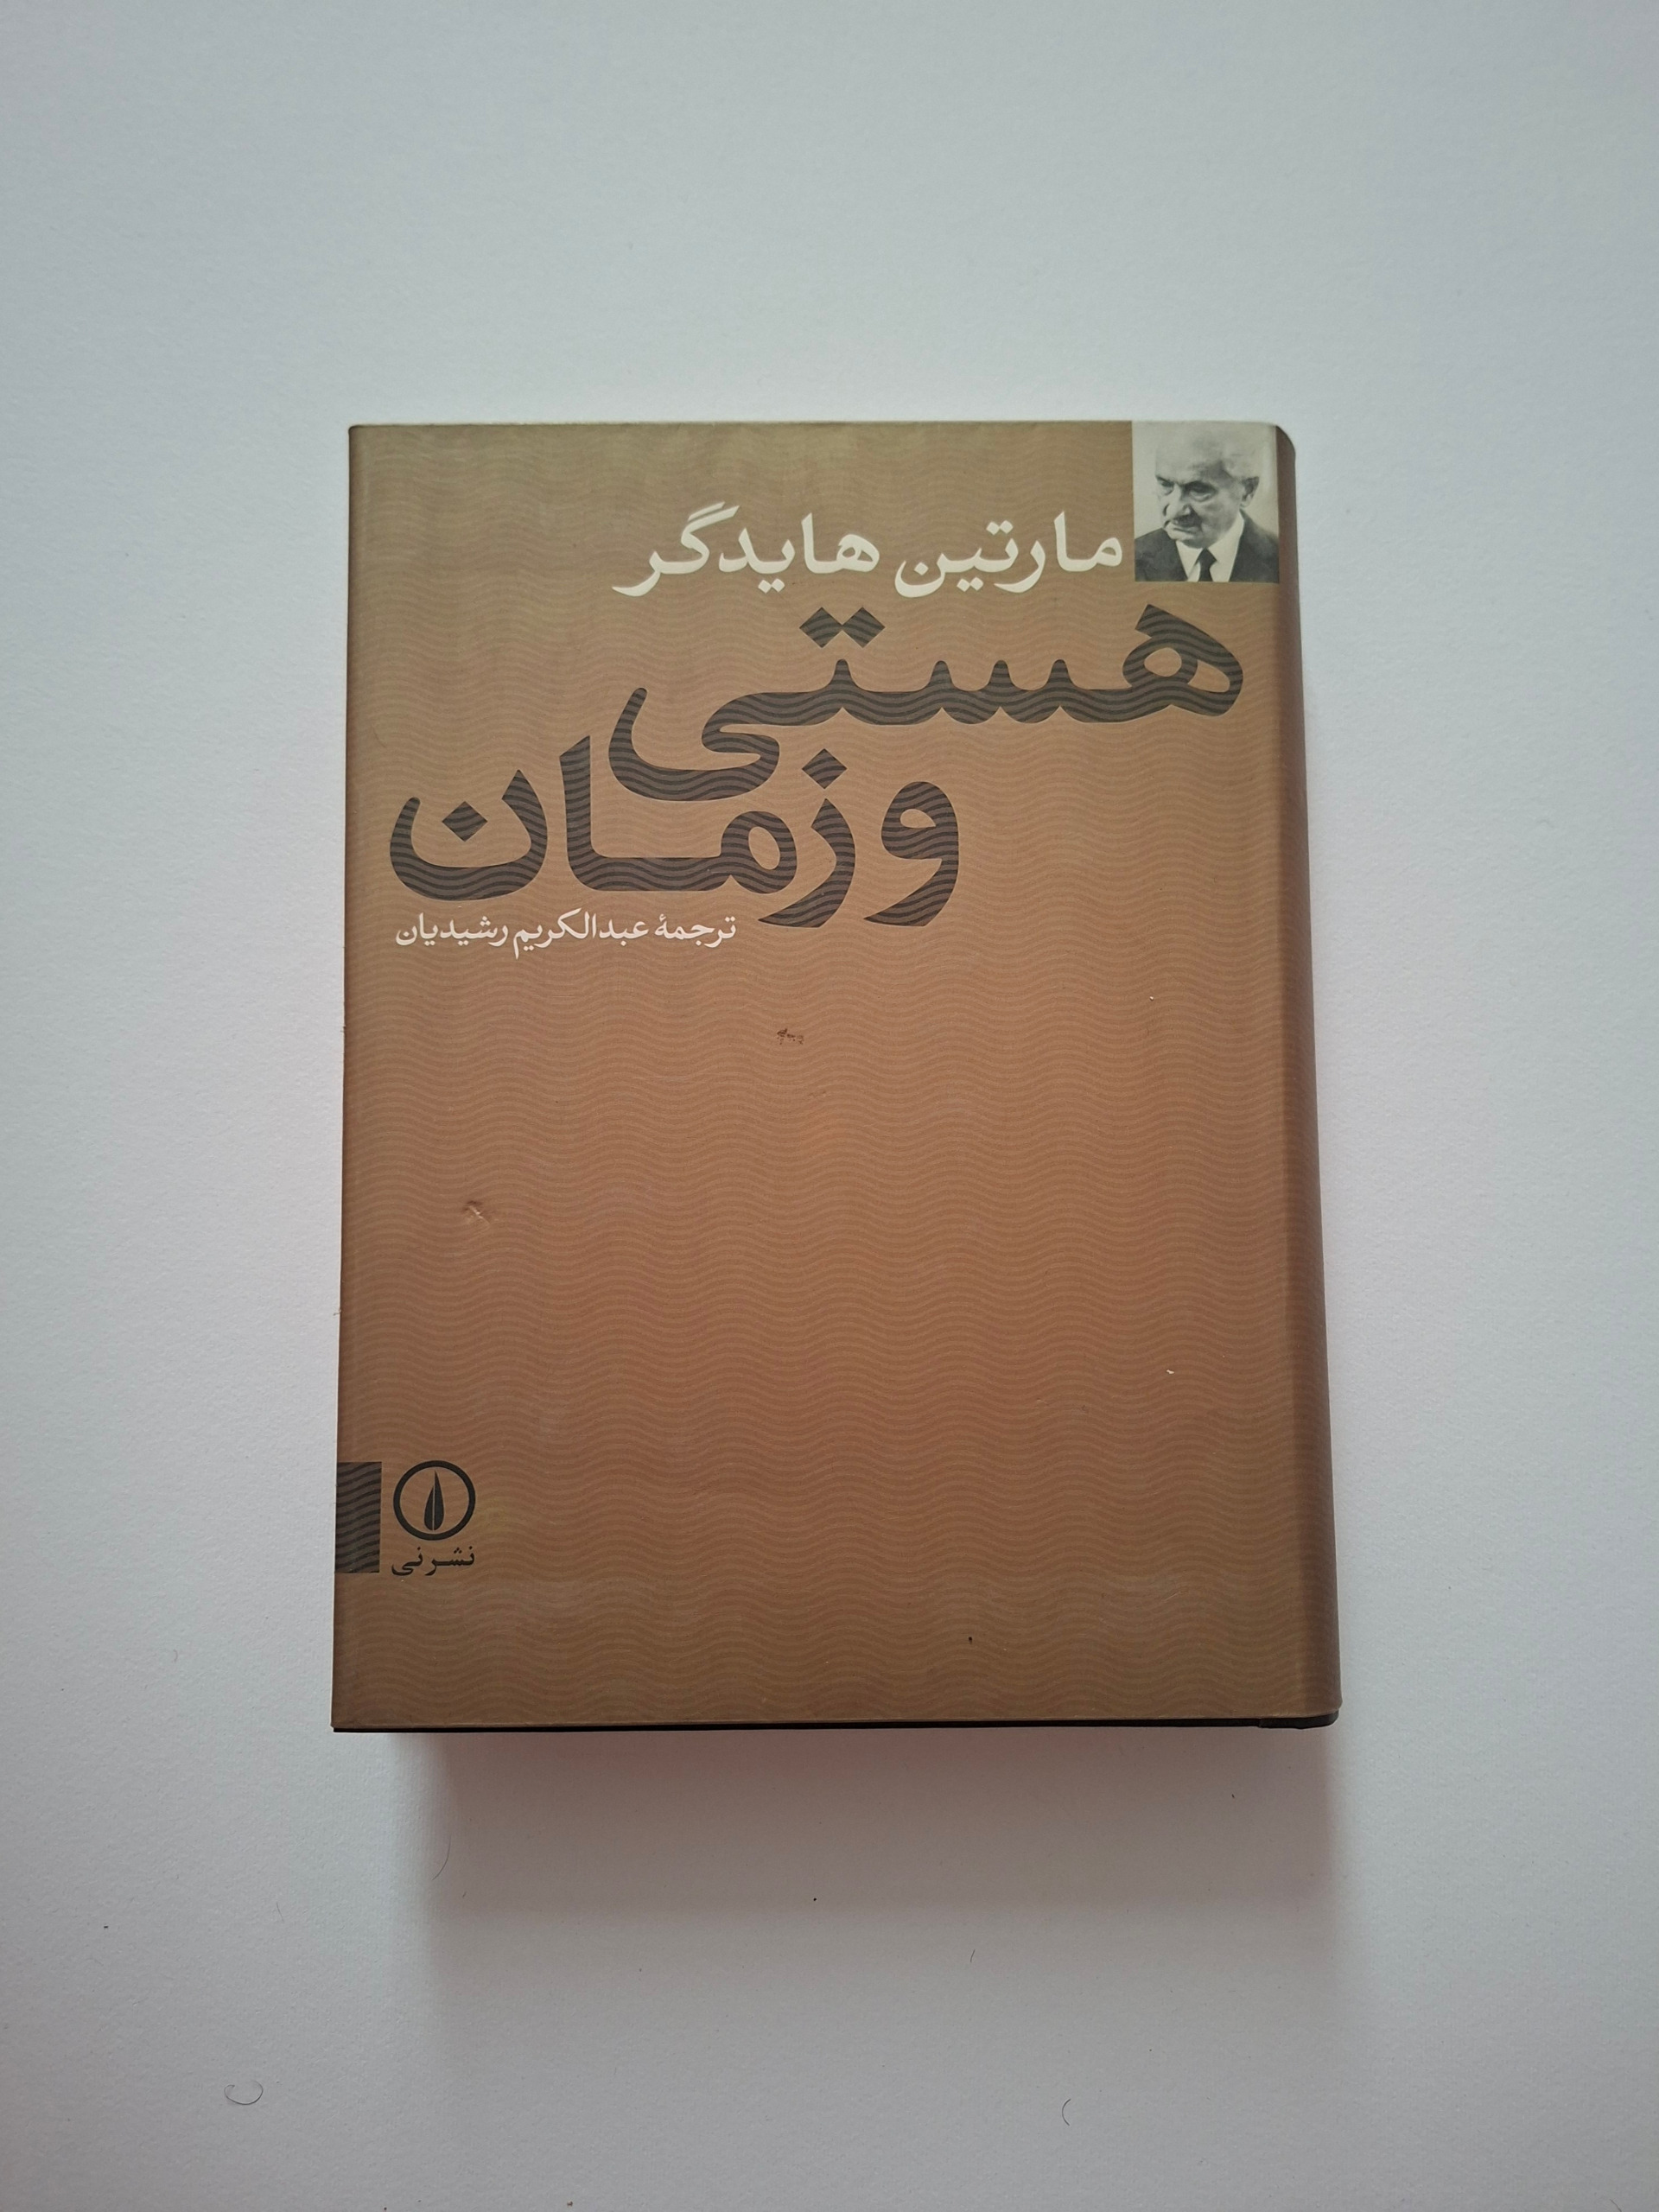 مارتین هایدگر
هستی
و زمان
ترجمهٔ عبدالکریم رشیدیان
نشر نی